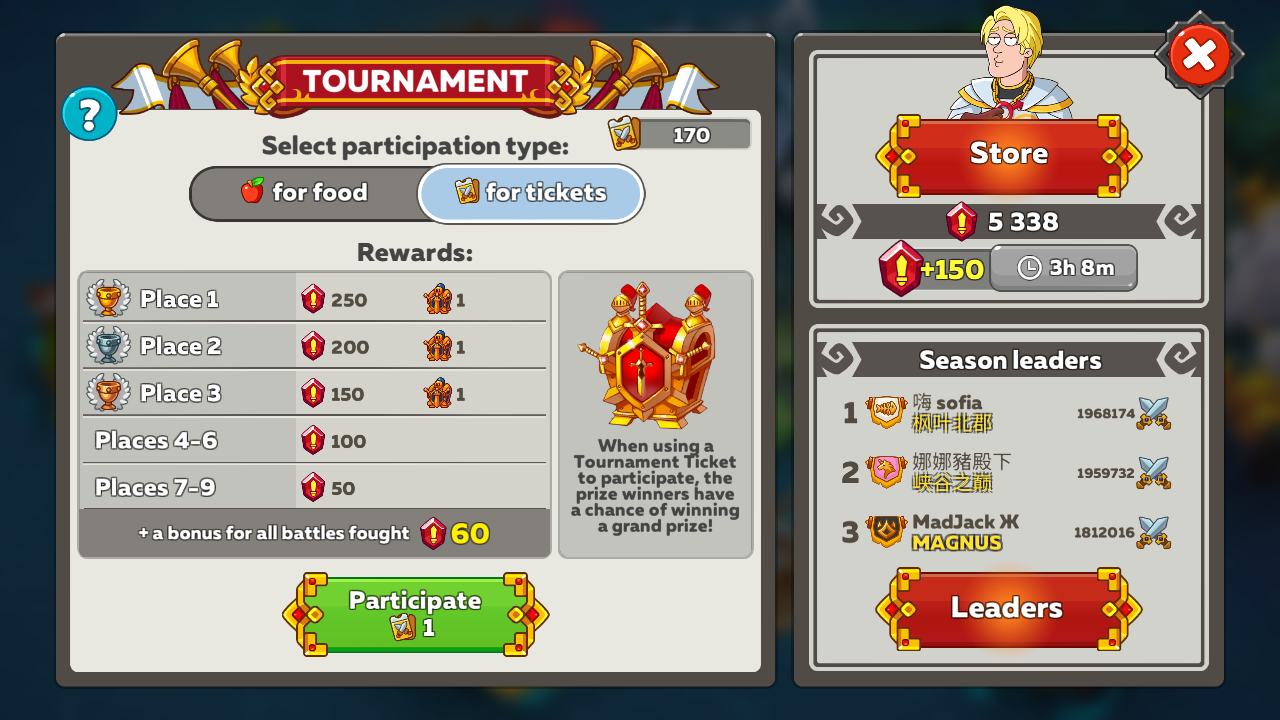 TOURNAMENT
?
170
Select participation type:
for food
for tickets
Rewards:
Place 1
250
1
Place 2
200
1
Place 3
150
1
Places 4-6
100
Places 7-9
50
+ a bonus for all battles fought 60
When using a
Tournament Ticket
to participate, the
prize winners have
a chance of winning
a grand prize!
Participate
1
Store
5 338
+150
3h 8m
Season leaders
1
嗨 sofia
枫叶北郡
1968174
2
娜娜豬殿下
峡谷之巅
1959732
3
MadJack Ж
MAGNUS
1812016
Leaders